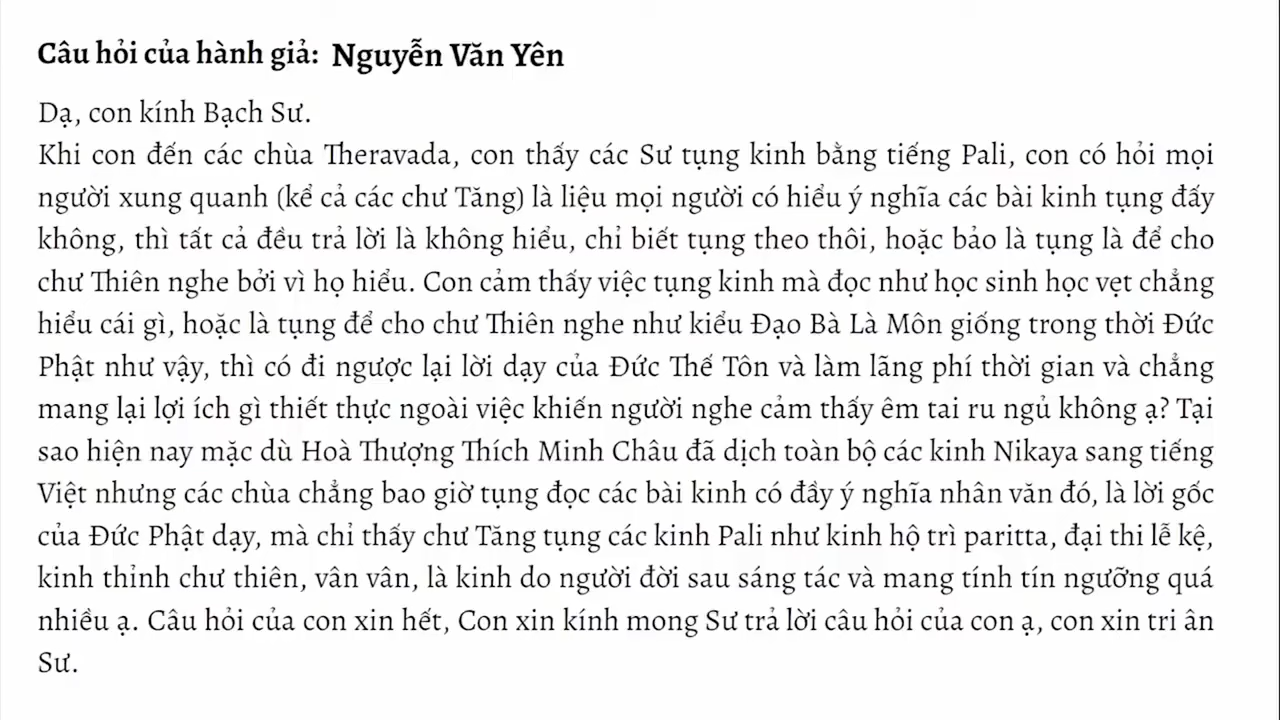 Câu hỏi của hành giả: Nguyễn Văn Yên
Dạ, con kính Bạch Sư.
Khi con đến các chùa Theravada, con thấy các Sư tụng kinh bằng tiếng Pali, con có hỏi mọi
người xung quanh (kể cả các chư Tăng) là liệu mọi người có hiểu ý nghĩa các bài kinh tụng đấy
không, thì tất cả đều trả lời là không hiểu, chỉ biết tụng theo thôi, hoặc bảo là tụng là để cho
chư Thiên nghe bởi vì họ hiểu. Con cảm thấy việc tụng kinh mà đọc như học sinh học vẹt chẳng
hiểu cái gì, hoặc là tụng để cho chư Thiên nghe như kiểu Đạo Bà La Môn giống trong thời Đức
Phật như vậy, thì có đi ngược lại lời dạy của Đức Thế Tôn và làm lãng phí thời gian và chẳng
mang lại lợi ích gì thiết thực ngoài việc khiến người nghe cảm thấy êm tai ru ngủ không ạ? Tại
sao hiện nay mặc dù Hoà Thượng Thích Minh Châu đã dịch toàn bộ các kinh Nikaya sang tiếng
Việt nhưng các chùa chẳng bao giờ tụng đọc các bài kinh có đầy ý nghĩa nhân văn đó, là lời gốc
của Đức Phật dạy, mà chỉ thấy chư Tăng tụng các kinh Pali như kinh hộ trì paritta, đại thi lễ kệ,
kinh thỉnh chư thiên, vân vân, là kinh do người đời sau sáng tác và mang tính tín ngưỡng quá
nhiều ạ. Câu hỏi của con xin hết, Con xin kính mong Sư trả lời câu hỏi của con ạ, con xin tri ân
Sư.